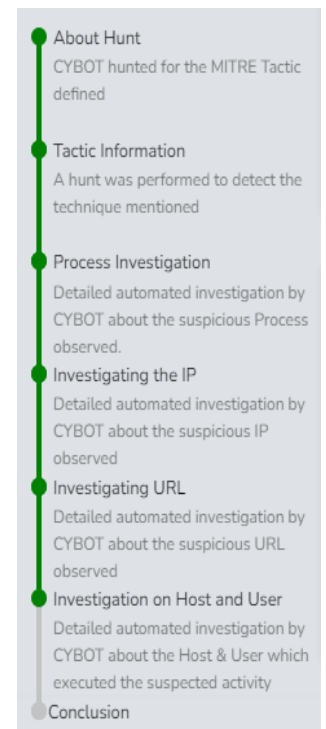 About Hunt
CYBOT hunted for the MITRE Tactic
defined
Tactic Information
A hunt was performed to detect the
technique mentioned
Process Investigation
Detailed automated investigation by
CYBOT about the suspicious Process
observed.
Investigating the IP
Detailed automated investigation by
CYBOT about the suspicious IP
observed
Investigating URL
Detailed automated investigation by
CYBOT about the suspicious URL
observed
Investigation on Host and User
Detailed automated investigation by
CYBOT about the Host & User which
executed the suspected activity
Conclusion